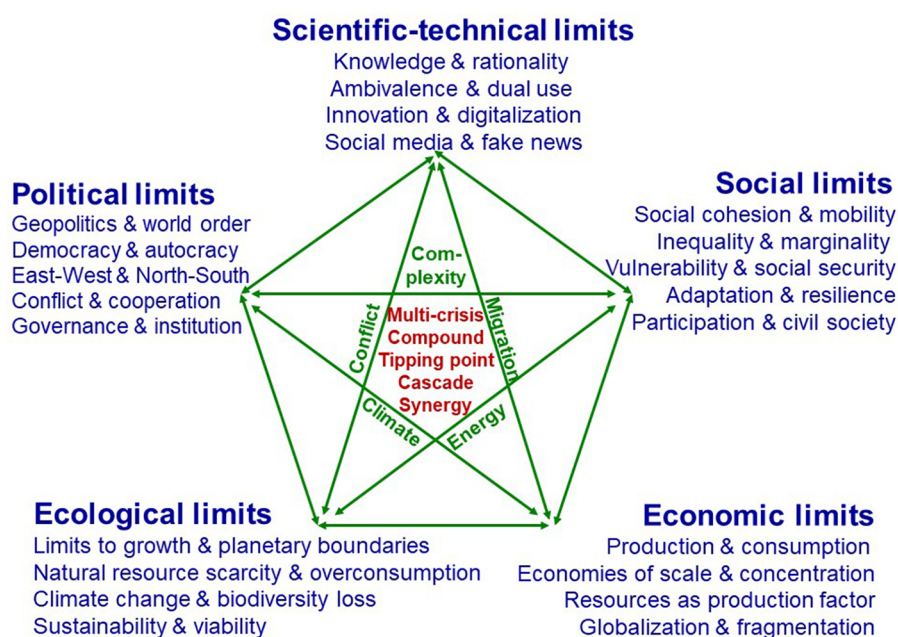 Scientific-technical limits
Knowledge & rationality
Ambivalence & dual use
Innovation & digitalization
Social media & fake news
Political limits
Geopolitics & world order
Democracy & autocracy
East-West & North-South
Conflict & cooperation
Governance & institution
Social limits
Social cohesion & mobility
Inequality & marginality
Vulnerability & social security
Adaptation & resilience
Participation & civil society
Com-
plexity
Conflict
Migration
Multi-crisis
Compound
Tipping point
Cascade
Synergy
Climate
Energy
Ecological limits
Limits to growth & planetary boundaries
Natural resource scarcity & overconsumption
Climate change & biodiversity loss
Sustainability & viability
Economic limits
Production & consumption
Economies of scale & concentration
Resources as production factor
Globalization & fragmentation